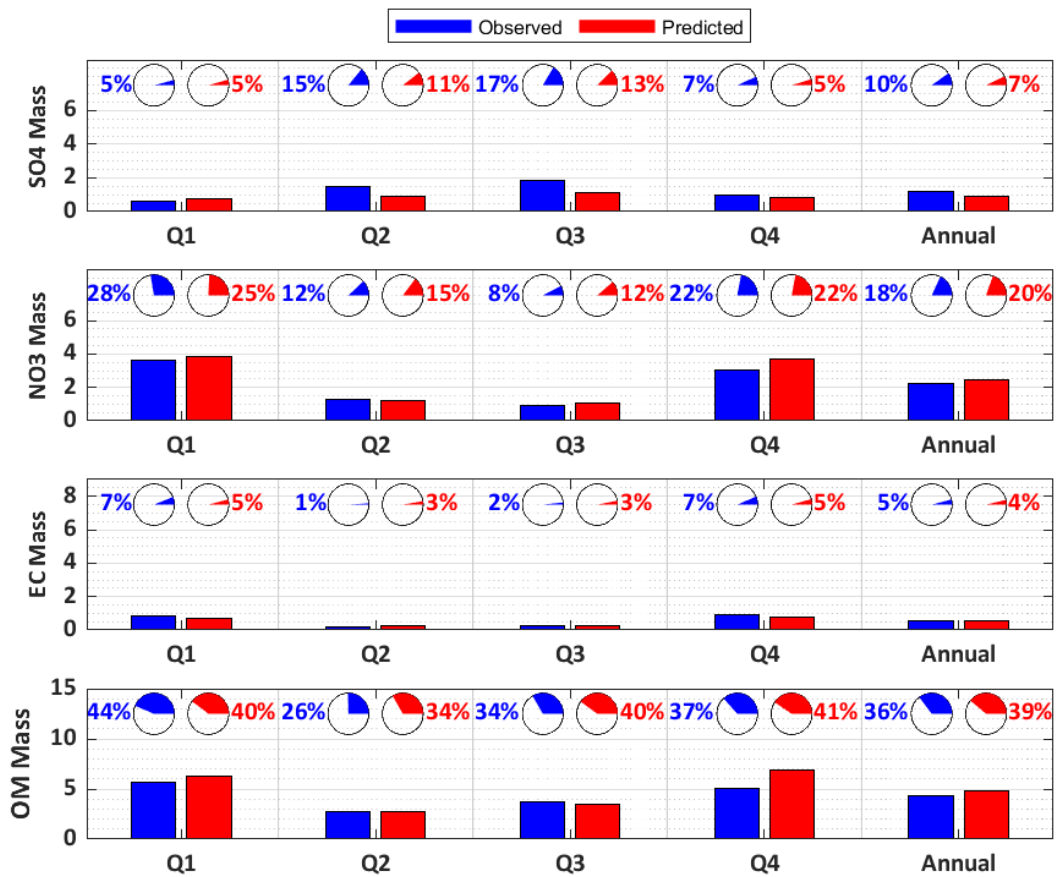 Observed Predicted
5% 5% 15% 11% 17% 13% 7% 5% 10% 7%
6
4
2
0
SO4 Mass
Q1 Q2 Q3 Q4 Annual
28% 25% 12% 15% 8% 12% 22% 22% 18% 20%
6
4
2
0
NO3 Mass
Q1 Q2 Q3 Q4 Annual
8
7% 5% 1% 3% 2% 3% 7% 5% 5% 4%
6
4
2
0
EC Mass
Q1 Q2 Q3 Q4 Annual
15
44% 40% 26% 34% 34% 40% 37% 41% 36% 39%
10
5
0
OM Mass
Q1 Q2 Q3 Q4 Annual